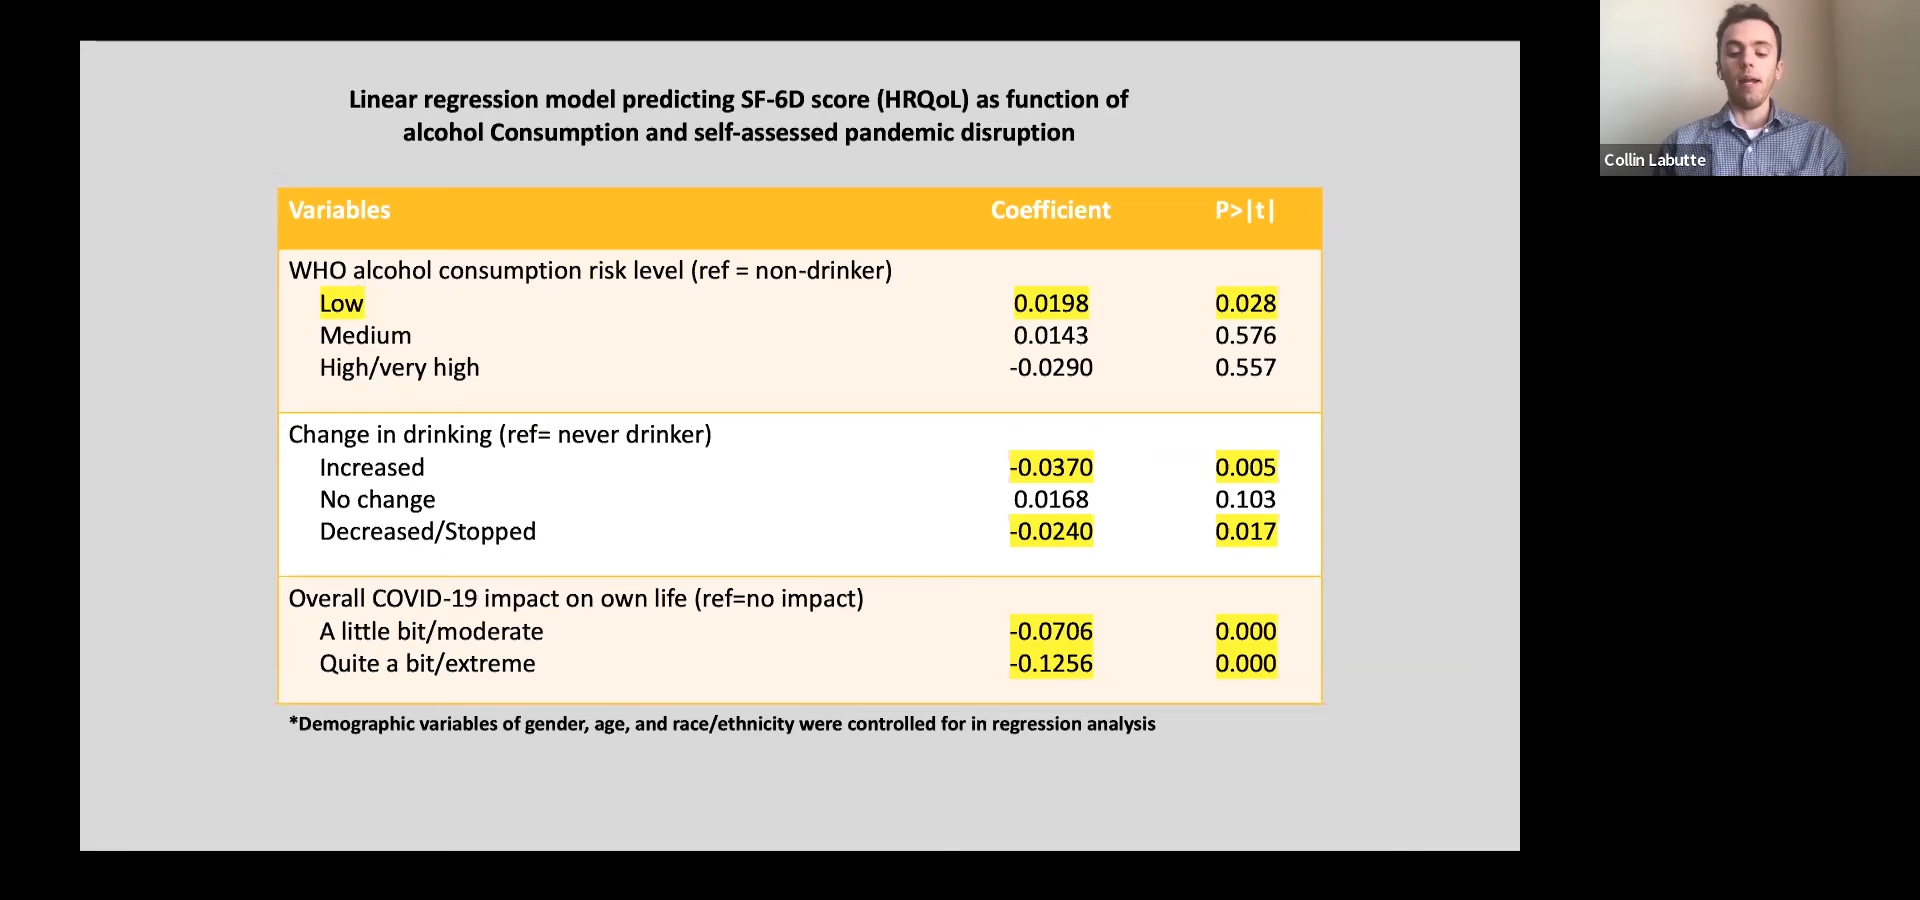 Linear regression model predicting SF-6D score (HRQoL) as function of
alcohol Consumption and self-assessed pandemic disruption
Variables Coefficient P>|t|
WHO alcohol consumption risk level (ref = non-drinker)
Low 0.0198 0.028
Medium 0.0143 0.576
High/very high -0.0290 0.557
Change in drinking (ref= never drinker)
Increased -0.0370 0.005
No change 0.0168 0.103
Decreased/Stopped -0.0240 0.017
Overall COVID-19 impact on own life (ref=no impact)
A little bit/moderate -0.0706 0.000
Quite a bit/extreme -0.1256 0.000
*Demographic variables of gender, age, and race/ethnicity were controlled for in regression analysis
Collin Labutte